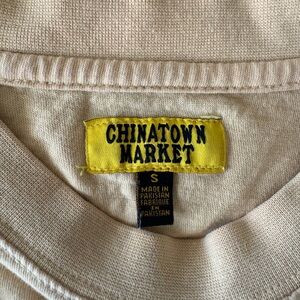 CHINATOWN
MARKET
S
MADE IN
PAKISTAN
FABRIQUE
EN
PAKISTAN